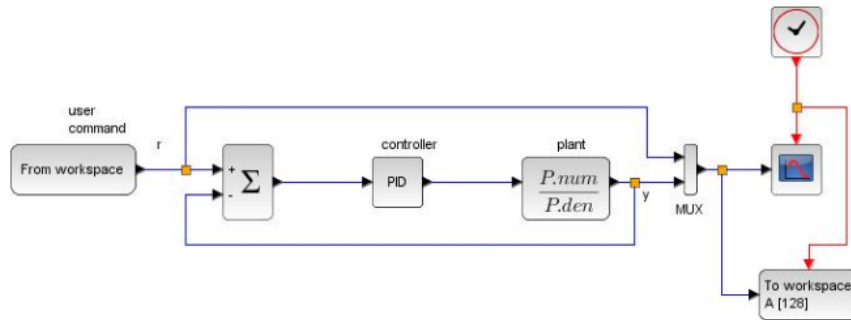 user
command
r
From workspace
+
-
Σ
controller
PID
plant
P.num
P.den
y
MUX
To workspace
A [128]